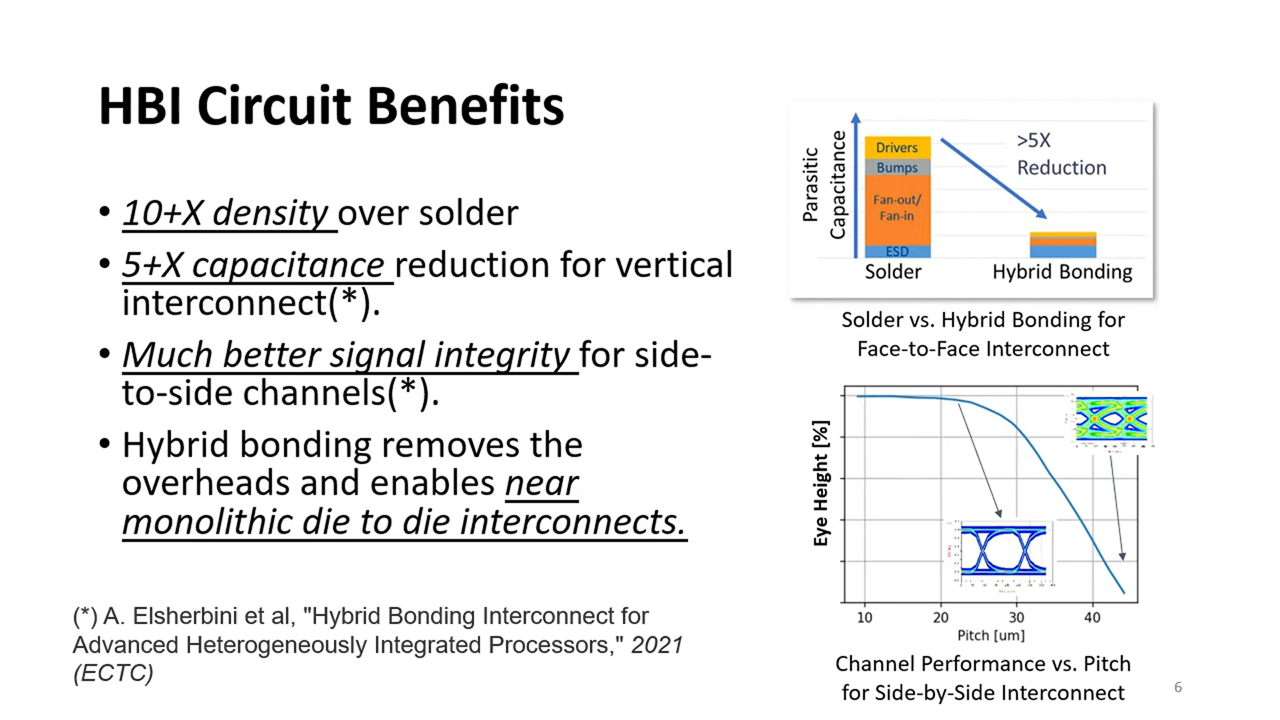 HBI Circuit Benefits
• 10+X density over solder
• 5+X capacitance reduction for vertical
interconnect(*).
• Much better signal integrity for side-
to-side channels(*).
• Hybrid bonding removes the
overheads and enables near
monolithic die to die interconnects.
(*) A. Elsherbini et al, "Hybrid Bonding Interconnect for
Advanced Heterogeneously Integrated Processors," 2021
(ECTC)
Parasitic
Capacitance
Drivers
Bumps
Fan-out/
Fan-in
ESD
>5X
Reduction
Solder
Hybrid Bonding
Solder vs. Hybrid Bonding for
Face-to-Face Interconnect
Eye Height [%]
10 20 30 40
Pitch [um]
Channel Performance vs. Pitch
for Side-by-Side Interconnect
6